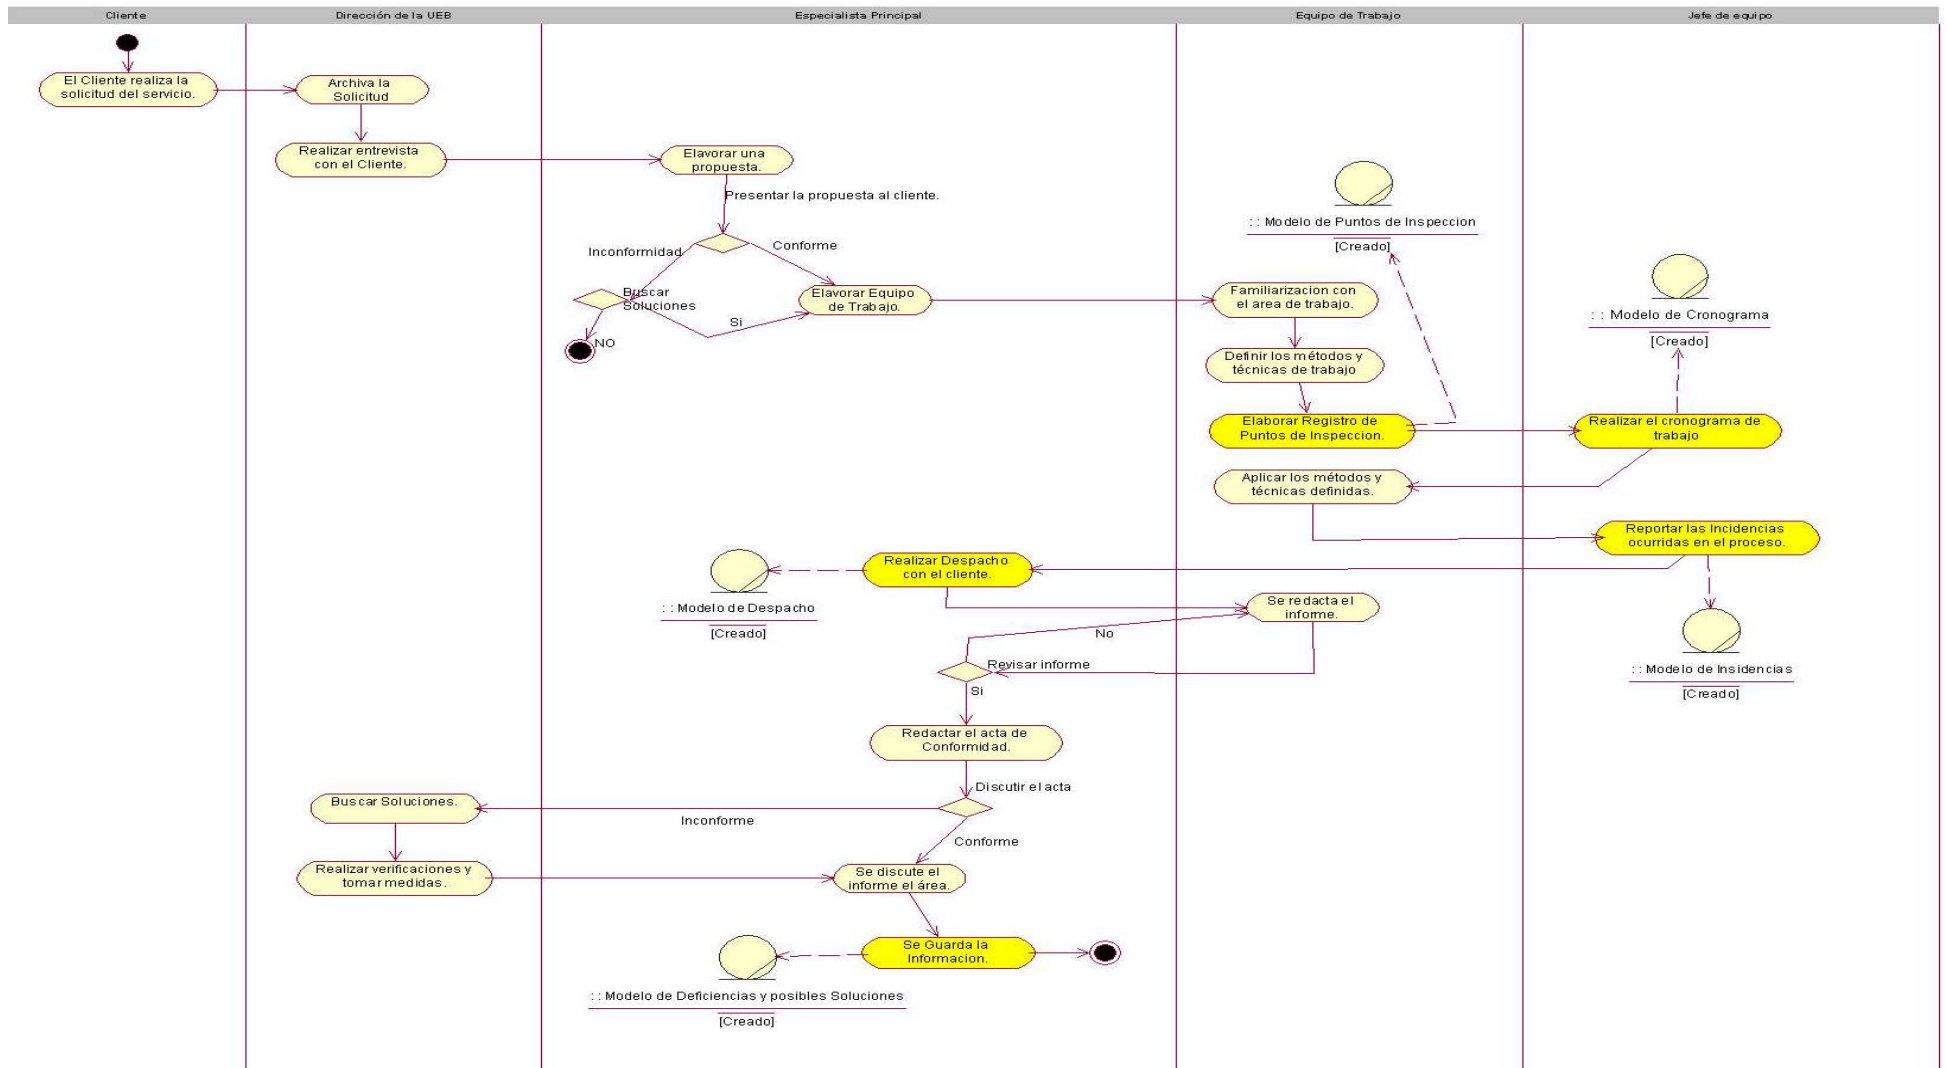 Cliente
Dirección de la UEB
Especialista Principal
Equipo de Trabajo
Jefe de equipo
El Cliente realiza la
solicitud del servicio.
Archiva la
Solicitud
Realizar entrevista
con el Cliente.
Elavorar una
propuesta.
Presentar la propuesta al cliente.
Inconformidad
Conforme
Buscar
Soluciones
Si
NO
Elavorar Equipo
de Trabajo.
: : Modelo de Puntos de Inspeccion
[Creado]
Familiarizacion con
el area de trabajo.
: : Modelo de Cronograma
[Creado]
Definir los métodos y
técnicas de trabajo
Elaborar Registro de
Puntos de Inspeccion.
Realizar el cronograma de
trabajo
Aplicar los métodos y
técnicas definidas.
Reportar las Incidencias
ocurridas en el proceso.
Realizar Despacho
con el cliente.
: : Modelo de Despacho
[Creado]
Se redacta el
informe.
No
Revisar informe
Si
: : Modelo de Insidencias
[Creado]
Redactar el acta de
Conformidad.
Discutir el acta
Buscar Soluciones.
Inconforme
Conforme
Realizar verificaciones y
tomar medidas.
Se discute el
informe el área.
Se Guarda la
Informacion.
: : Modelo de Deficiencias y posibles Soluciones
[Creado]